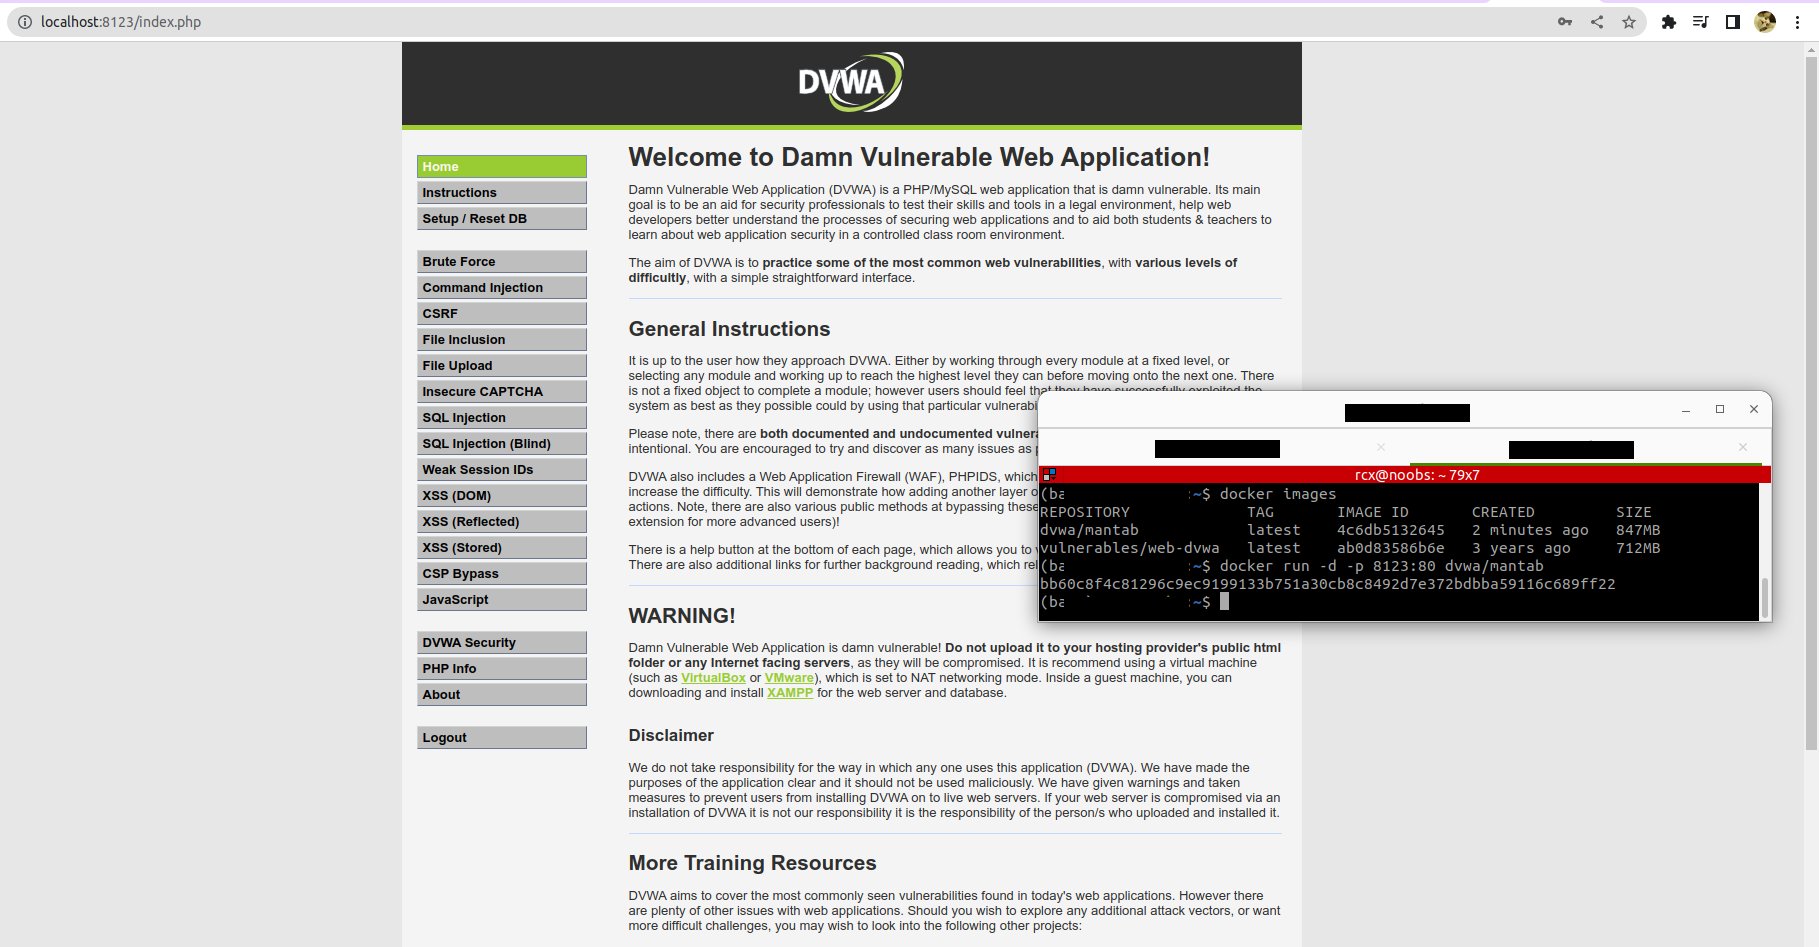 localhost:8123/index.php
DVWA
Home
Instructions
Setup / Reset DB
Brute Force
Command Injection
CSRF
File Inclusion
File Upload
Insecure CAPTCHA
SQL Injection
SQL Injection (Blind)
Weak Session IDs
XSS (DOM)
XSS (Reflected)
XSS (Stored)
CSP Bypass
JavaScript
DVWA Security
PHP Info
About
Logout
Welcome to Damn Vulnerable Web Application!
Damn Vulnerable Web Application (DVWA) is a PHP/MySQL web application that is damn vulnerable. Its main
goal is to be an aid for security professionals to test their skills and tools in a legal environment, help web
developers better understand the processes of securing web applications and to aid both students & teachers to
learn about web application security in a controlled class room environment.
The aim of DVWA is to practice some of the most common web vulnerabilities, with various levels of
difficultly, with a simple straightforward interface.
General Instructions
It is up to the user how they approach DVWA. Either by working through every module at a fixed level, or
selecting any module and working up to reach the highest level they can before moving onto the next one. There
is not a fixed object to complete a module; however users should feel that they have successfully exploited the
system as best as they possible could by using that particular
Please note, there are both documented and undocumented
intentional. You are encouraged to try and discover as many issues as
DVWA also includes a Web Application Firewall (WAF), PHPIDS,
increase the difficulty. This will demonstrate how adding another layer
actions. Note, there are also various public methods at bypassing these
extension for more advanced users)!
There is a help button at the bottom of each page, which allows you to
There are also additional links for further background reading, which
WARNING!
Damn Vulnerable Web Application is damn vulnerable! Do not upload it to your hosting provider's public html
folder or any Internet facing servers, as they will be compromised. It is recommend using a virtual machine
(such as VirtualBox or VMware), which is set to NAT networking mode. Inside a guest machine, you can
downloading and install XAMPP for the web server and database.
Disclaimer
We do not take responsibility for the way in which any one uses this application (DVWA). We have made the
purposes of the application clear and it should not be used maliciously. We have given warnings and taken
measures to prevent users from installing DVWA on to live web servers. If your web server is compromised via an
installation of DVWA it is not our responsibility it is the responsibility of the person/s who uploaded and installed it.
More Training Resources
DVWA aims to cover the most commonly seen vulnerabilities found in today's web applications. However there
are plenty of other issues with web applications. Should you wish to explore any additional attack vectors, or want
more difficult challenges, you may wish to look into the following other projects:
rcx@noobs: ~ 79x7
(ba :~$ docker images
REPOSITORY TAG IMAGE ID CREATED SIZE
dvwa/mantab latest 4c6db5132645 2 minutes ago 847MB
vulnerables/web-dvwa latest ab0d83586b6e 3 years ago 712MB
(ba :~$ docker run -d -p 8123:80 dvwa/mantab
bb60c8f4c81296c9ec9199133b751a30cb8c8492d7e372bdbba59116c689ff22
(ba :~$